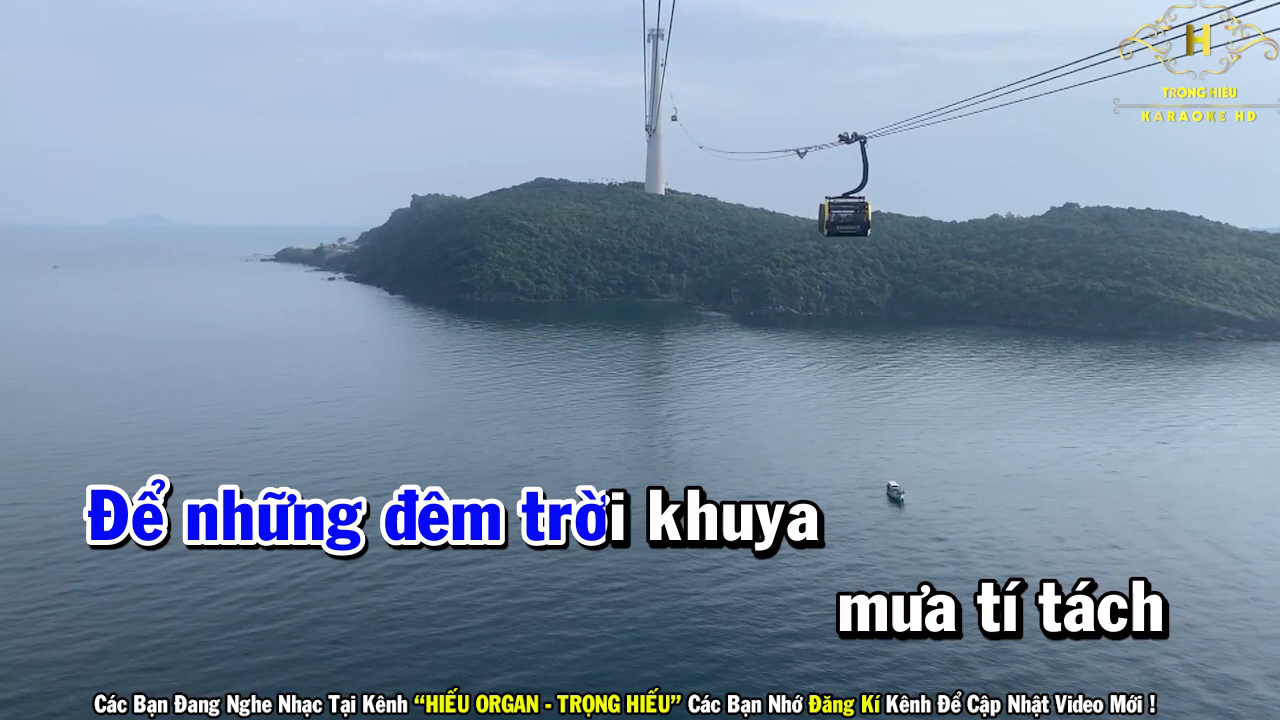 H
TRỌNG HIẾU
KARAOKE HD
Để những đêm trời khuya
mưa tí tách
Các Bạn Đang Nghe Nhạc Tại Kênh “HIẾU ORGAN - TRỌNG HIẾU” Các Bạn Nhớ Đăng Kí Kênh Để Cập Nhật Video Mới !